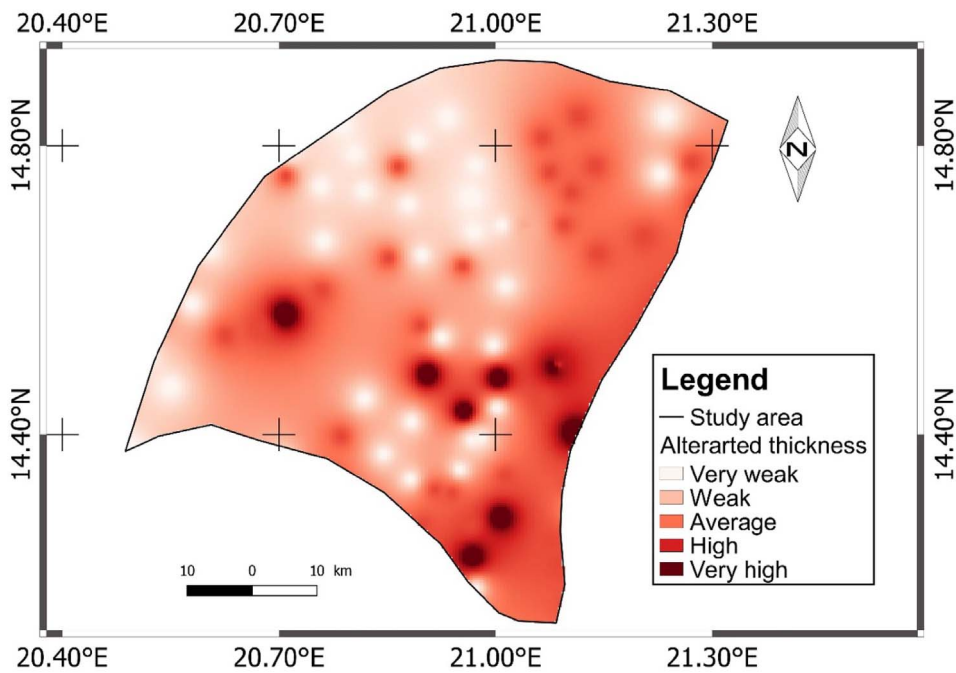 20.40°E 20.70°E 21.00°E 21.30°E
14.80°N
14.80°N
N
14.40°N
14.40°N
Legend
Study area
Alterarted thickness
Very weak
Weak
Average
High
Very high
10 0 10 km
20.40°E 20.70°E 21.00°E 21.30°E